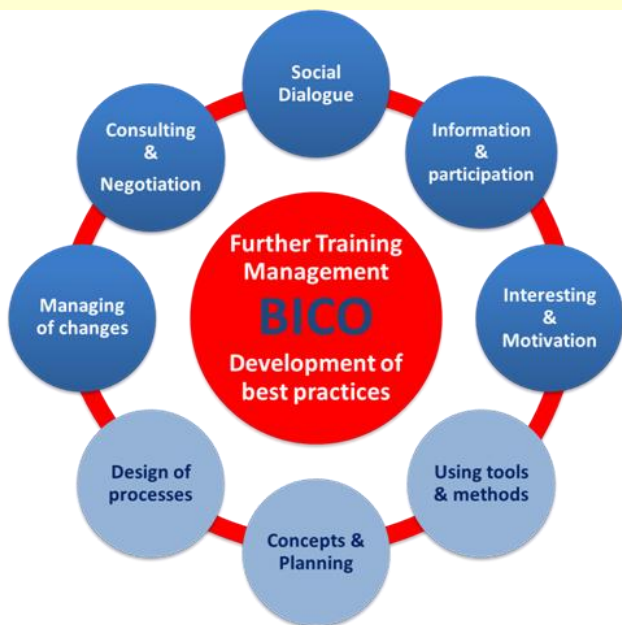 Social
Dialogue
Information
&
participation
Interesting
&
Motivation
Using tools
& methods
Concepts &
Planning
Design of
processes
Managing
of changes
Consulting
&
Negotiation
Further Training
Management
BICO
Development of
best practices